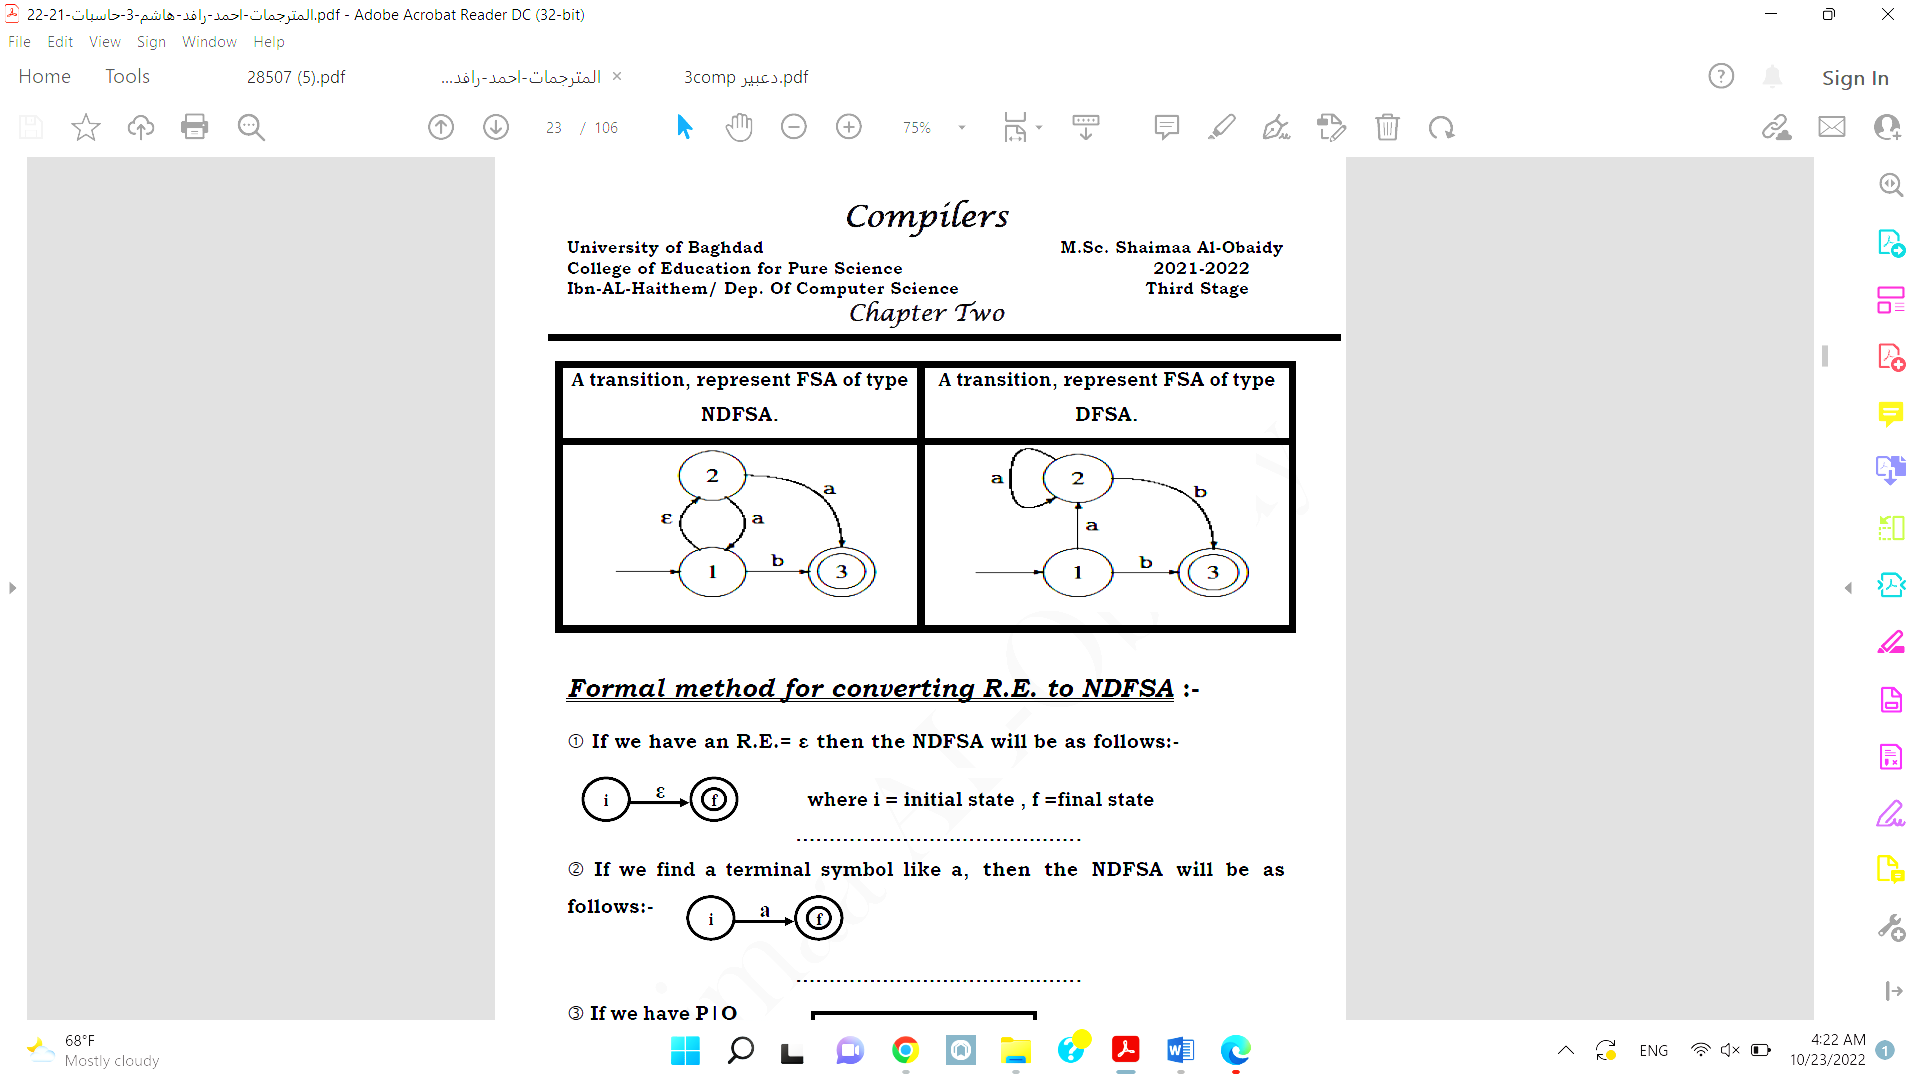 المترجمات-احمد-رافد-هاشم-3-حاسبات-21-22.pdf - Adobe Acrobat Reader DC (32-bit)
File Edit View Sign Window Help
Home Tools 28507 (5).pdf المترجمات-احمد-رافد... × 3comp دعبير.pdf Sign In
23 / 106 75%
Compilers
University of Baghdad M.Sc. Shaimaa Al-Obaidy
College of Education for Pure Science 2021-2022
Ibn-AL-Haithem/ Dep. Of Computer Science Third Stage
Chapter Two
A transition, represent FSA of type NDFSA.
A transition, represent FSA of type DFSA.
2 a
ε a
1 b 3
a 2 b
a
1 b 3
Formal method for converting R.E. to NDFSA :-
① If we have an R.E.= ε then the NDFSA will be as follows:-
i ε f where i = initial state , f =final state
...........................................
② If we find a terminal symbol like a, then the NDFSA will be as
follows:- i a f
...........................................
③ If we have P|O
68°F
Mostly cloudy
ENG
4:22 AM
10/23/2022 1